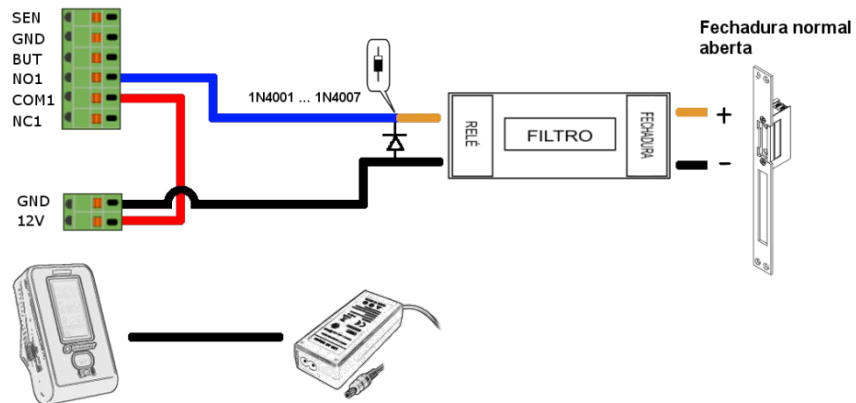 SEN
GND
BUT
NO1
COM1
NC1
GND
12V
1N4001 ... 1N4007
RELÉ
FILTRO
FECHADURA
+
-
Fechadura normal
aberta